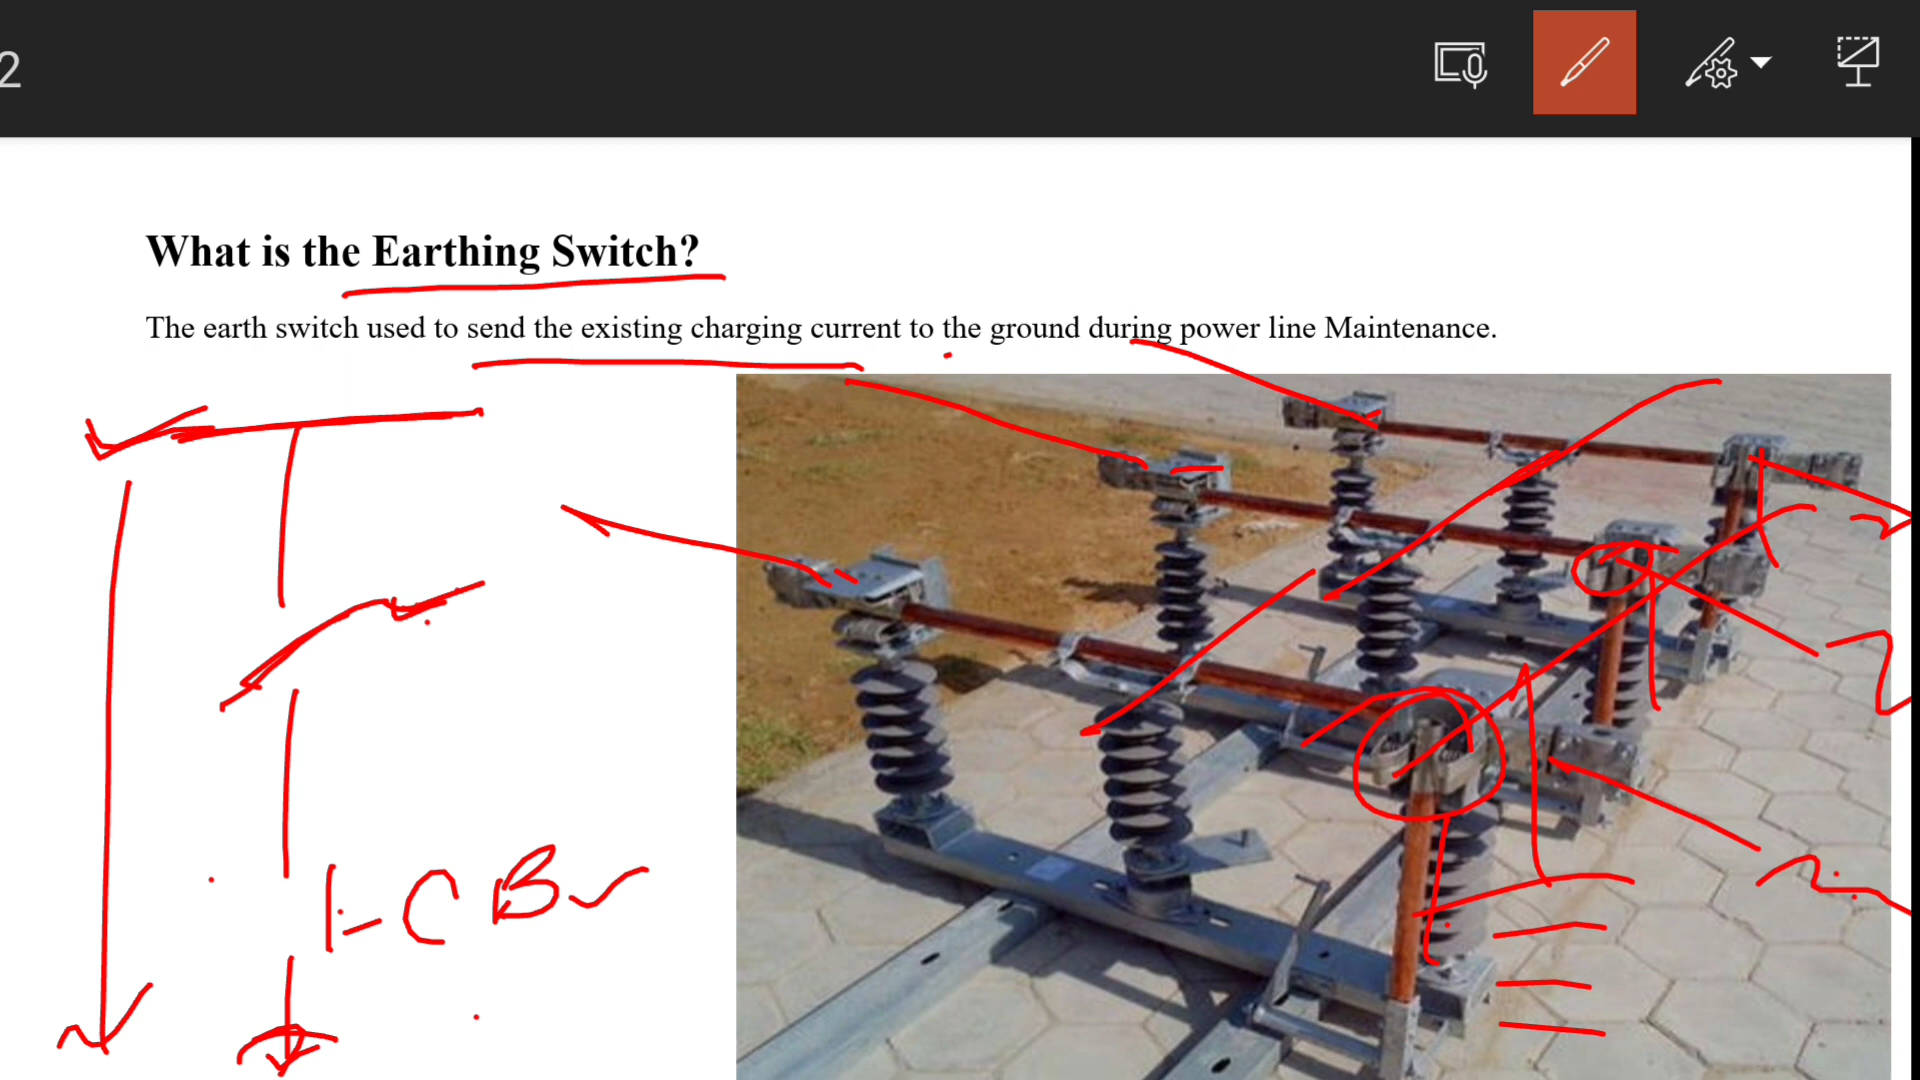 2
What is the Earthing Switch?
The earth switch used to send the existing charging current to the ground during power line Maintenance.
CB